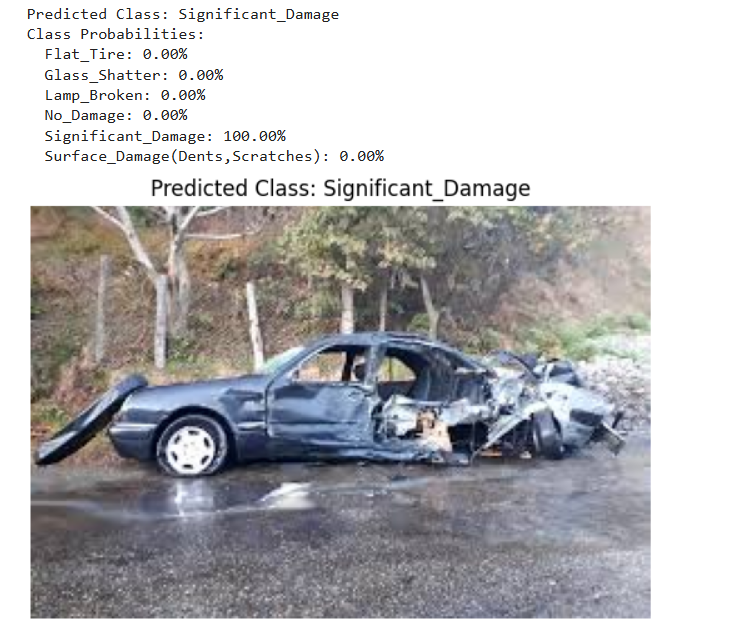 Predicted Class: Significant_Damage
Class Probabilities:
Flat_Tire: 0.00%
Glass_Shatter: 0.00%
Lamp_Broken: 0.00%
No_Damage: 0.00%
Significant_Damage: 100.00%
Surface_Damage(Dents,Scratches): 0.00%
Predicted Class: Significant_Damage